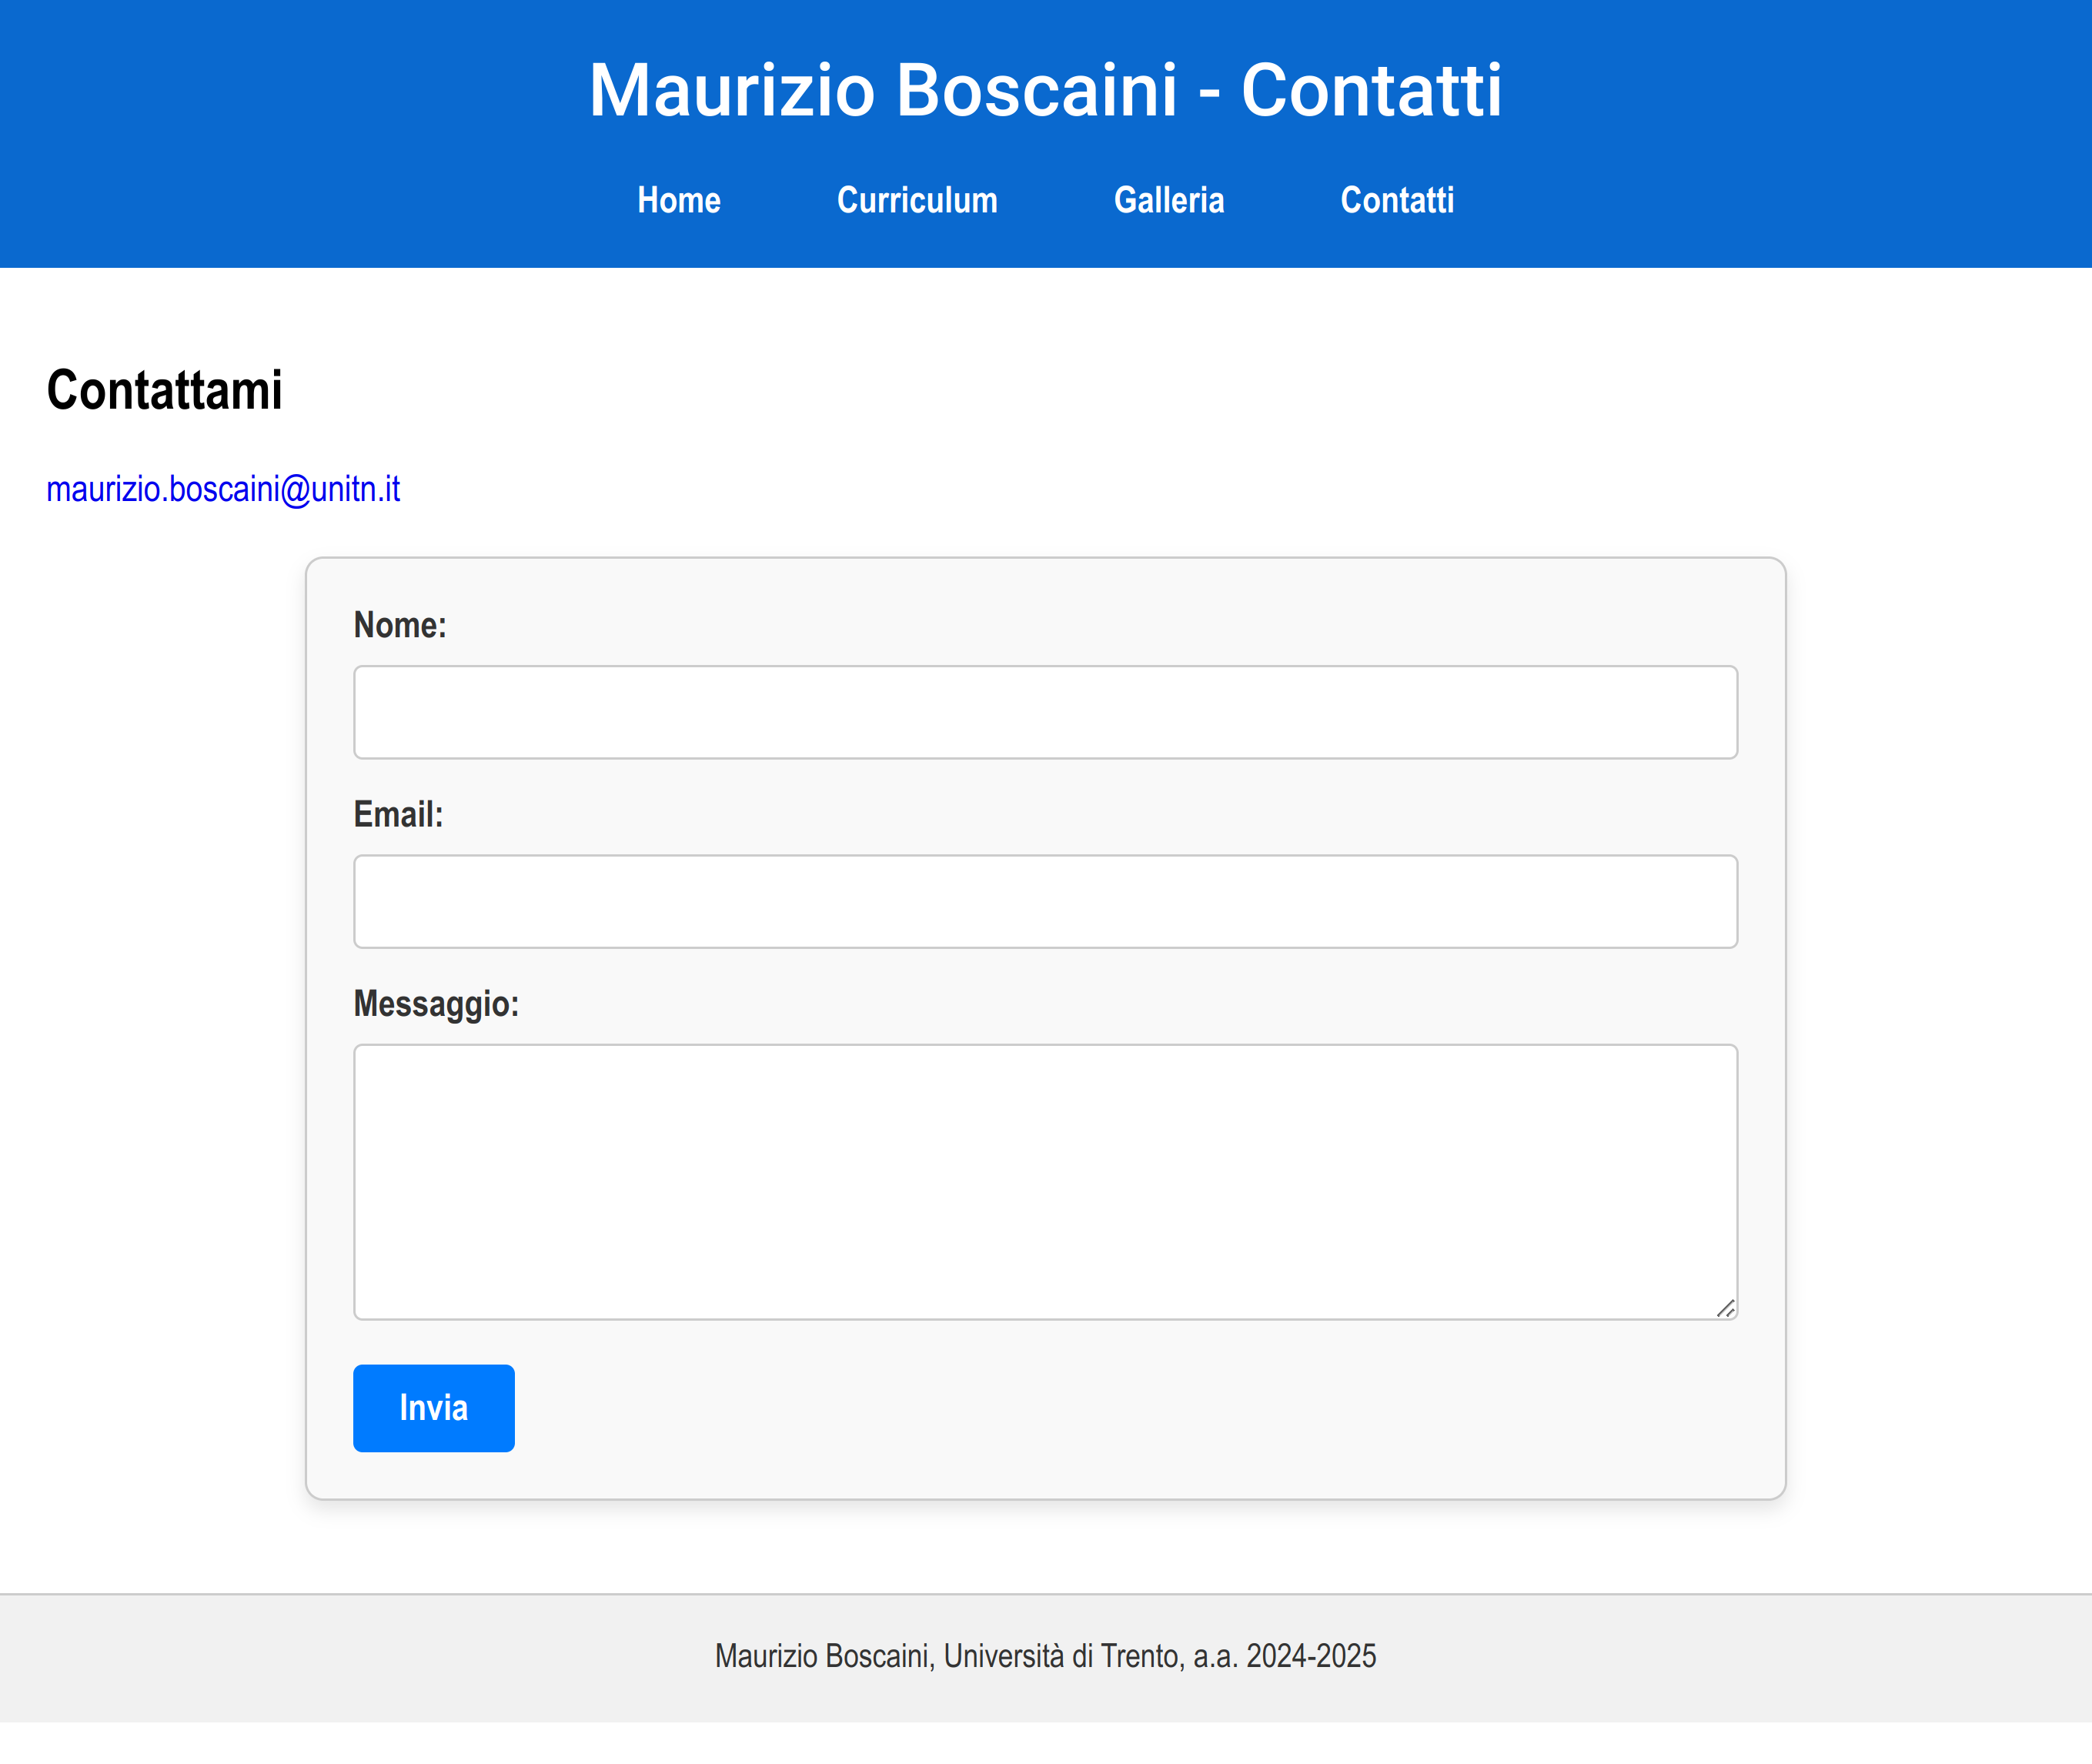 Maurizio Boscaini - Contatti
Home Curriculum Galleria Contatti
Contattami
maurizio.boscaini@unitn.it
Nome:
Email:
Messaggio:
Invia
Maurizio Boscaini, Università di Trento, a.a. 2024-2025